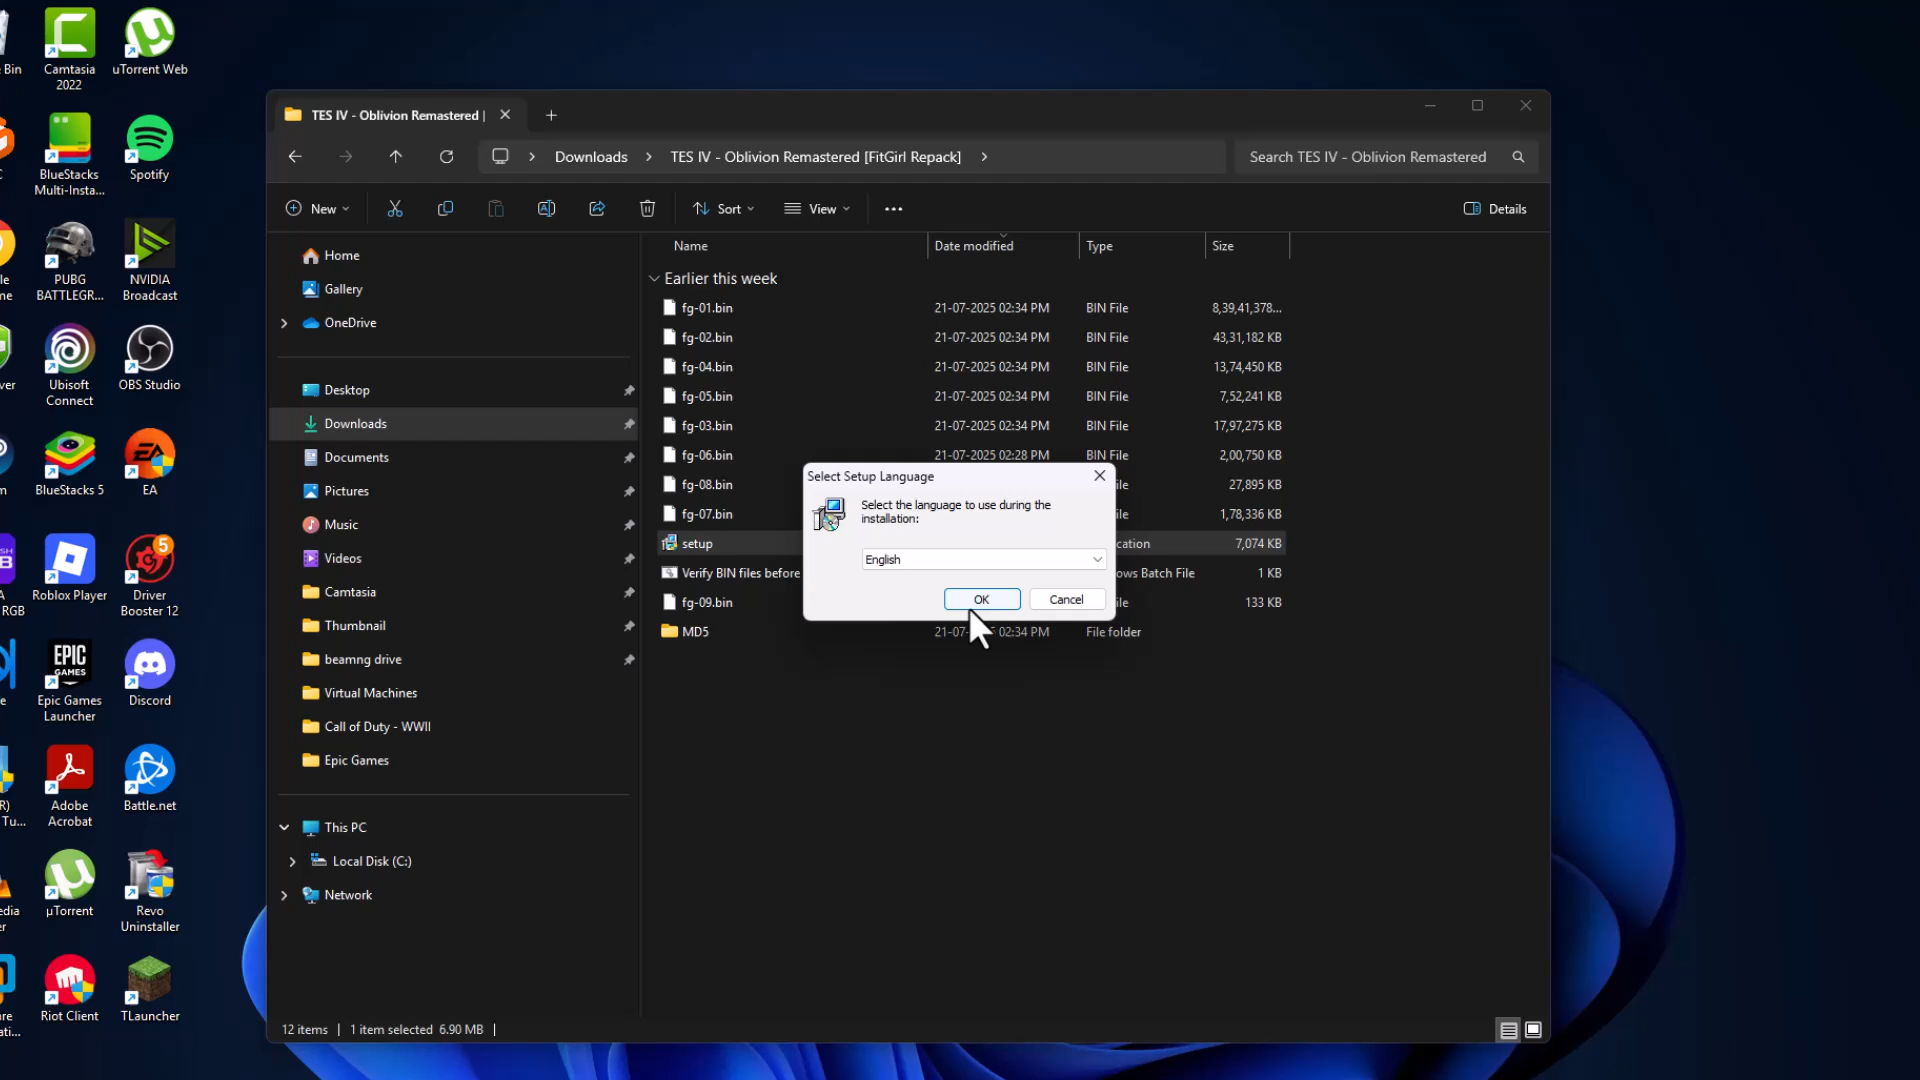 Bin
Camtasia
2022
uTorrent Web
BlueStacks
Multi-Insta...
Spotify
PUBG
BATTLEGR...
NVIDIA
Broadcast
Ubisoft
Connect
OBS Studio
BlueStacks 5
EA
RGB
Roblox Player
Driver
Booster 12
5
EPIC
GAMES
Epic Games
Launcher
Discord
R)
Tu...
Adobe
Acrobat
Battle.net
µTorrent
Revo
Uninstaller
Riot Client
TLauncher
TES IV - Oblivion Remastered |
Downloads
TES IV - Oblivion Remastered [FitGirl Repack]
Search TES IV - Oblivion Remastered
New
Sort
View
Details
Home
Gallery
OneDrive
Desktop
Downloads
Documents
Pictures
Music
Videos
Camtasia
Thumbnail
beamng drive
Virtual Machines
Call of Duty - WWII
Epic Games
This PC
Local Disk (C:)
Network
Name Date modified Type Size
Earlier this week
fg-01.bin 21-07-2025 02:34 PM BIN File 8,39,41,378...
fg-02.bin 21-07-2025 02:34 PM BIN File 43,31,182 KB
fg-04.bin 21-07-2025 02:34 PM BIN File 13,74,450 KB
fg-05.bin 21-07-2025 02:34 PM BIN File 7,52,241 KB
fg-03.bin 21-07-2025 02:34 PM BIN File 17,97,275 KB
fg-06.bin 21-07-2025 02:28 PM BIN File 2,00,750 KB
fg-08.bin ile 27,895 KB
fg-07.bin ile 1,78,336 KB
setup cation 7,074 KB
Verify BIN files before ows Batch File 1 KB
fg-09.bin ile 133 KB
MD5 21-07- 02:34 PM File folder
Select Setup Language
Select the language to use during the
installation:
English
OK
Cancel
12 items | 1 item selected 6.90 MB |